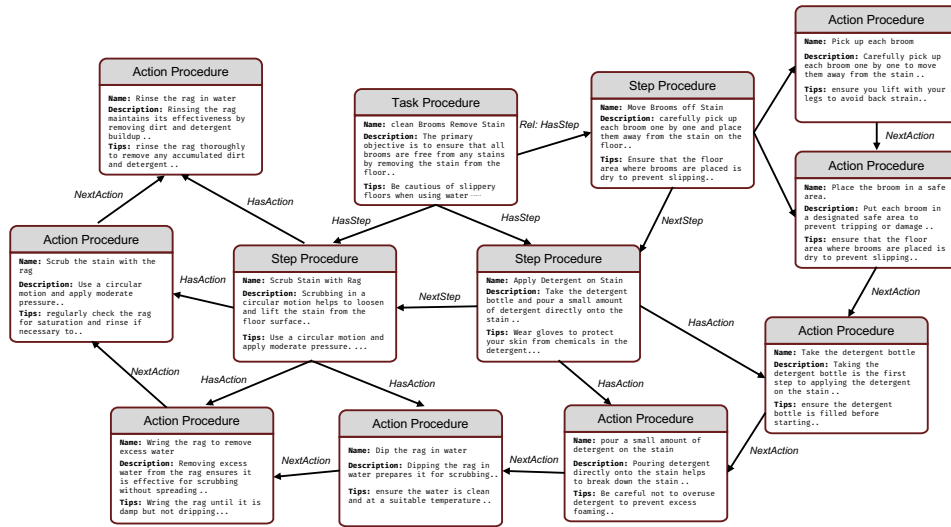 Action Procedure
Name: Pick up each broom
Description: Carefully pick up
each broom one by one to move
them away from the stain..
Tips: ensure you lift with your
legs to avoid back strain..
Action Procedure
Name: Rinse the rag in water
Description: Rinsing the rag
maintains its effectiveness by
removing dirt and detergent
buildup..
Tips: rinse the rag thoroughly
to remove any accumulated dirt
and detergent..
Task Procedure
Name: clean Brooms Remove Stain
Description: The primary
objective is to ensure that all
brooms are free from any stains
by removing the stain from the
floor..
Tips: Be cautious of slippery
floors when using water
Rel: HasStep
Step Procedure
Name: Move Brooms off Stain
Description: carefully pick up
each broom one by one and place
them away from the stain on the
floor..
Tips: Ensure that the floor
area where brooms are placed is
dry to prevent slipping..
NextAction
Action Procedure
Name: Place the broom in a safe
area.
Description: Put each broom in
a designated safe area to
prevent tripping or damage..
Tips: ensure that the floor
area where brooms are placed is
dry to prevent slipping..
NextAction
HasAction
HasStep
HasStep
NextStep
Action Procedure
Name: Scrub the stain with the
rag
Description: Use a circular
motion and apply moderate
pressure..
Tips: regularly check the rag
for saturation and rinse if
necessary to..
HasAction
Step Procedure
Name: Scrub Stain with Rag
Description: Scrubbing in a
circular motion helps to loosen
and lift the stain from the
floor surface..
Tips: Use a circular motion and
apply moderate pressure....
NextStep
Step Procedure
Name: Apply Detergent on Stain
Description: Take the detergent
bottle and pour a small amount
of detergent directly onto the
stain..
Tips: Wear gloves to protect
your skin from chemicals in the
detergent...
NextAction
HasAction
Action Procedure
Name: Take the detergent bottle
Description: Taking the
detergent bottle is the first
step to applying the detergent
on the stain..
Tips: ensure the detergent
bottle is filled before
starting..
NextAction
HasAction
HasAction
HasAction
Action Procedure
Name: Wring the rag to remove
excess water
Description: Removing excess
water from the rag ensures it
is effective for scrubbing
without spreading..
Tips: Wring the rag until it is
damp but not dripping...
NextAction
Action Procedure
Name: Dip the rag in water
Description: Dipping the rag in
water prepares it for scrubbing..
Tips: ensure the water is clean
and at a suitable temperature..
NextAction
Action Procedure
Name: pour a small amount of
detergent on the stain
Description: Pouring detergent
directly onto the stain helps
to break down the stain..
Tips: Be careful not to overuse
detergent to prevent excess
foaming..
NextAction